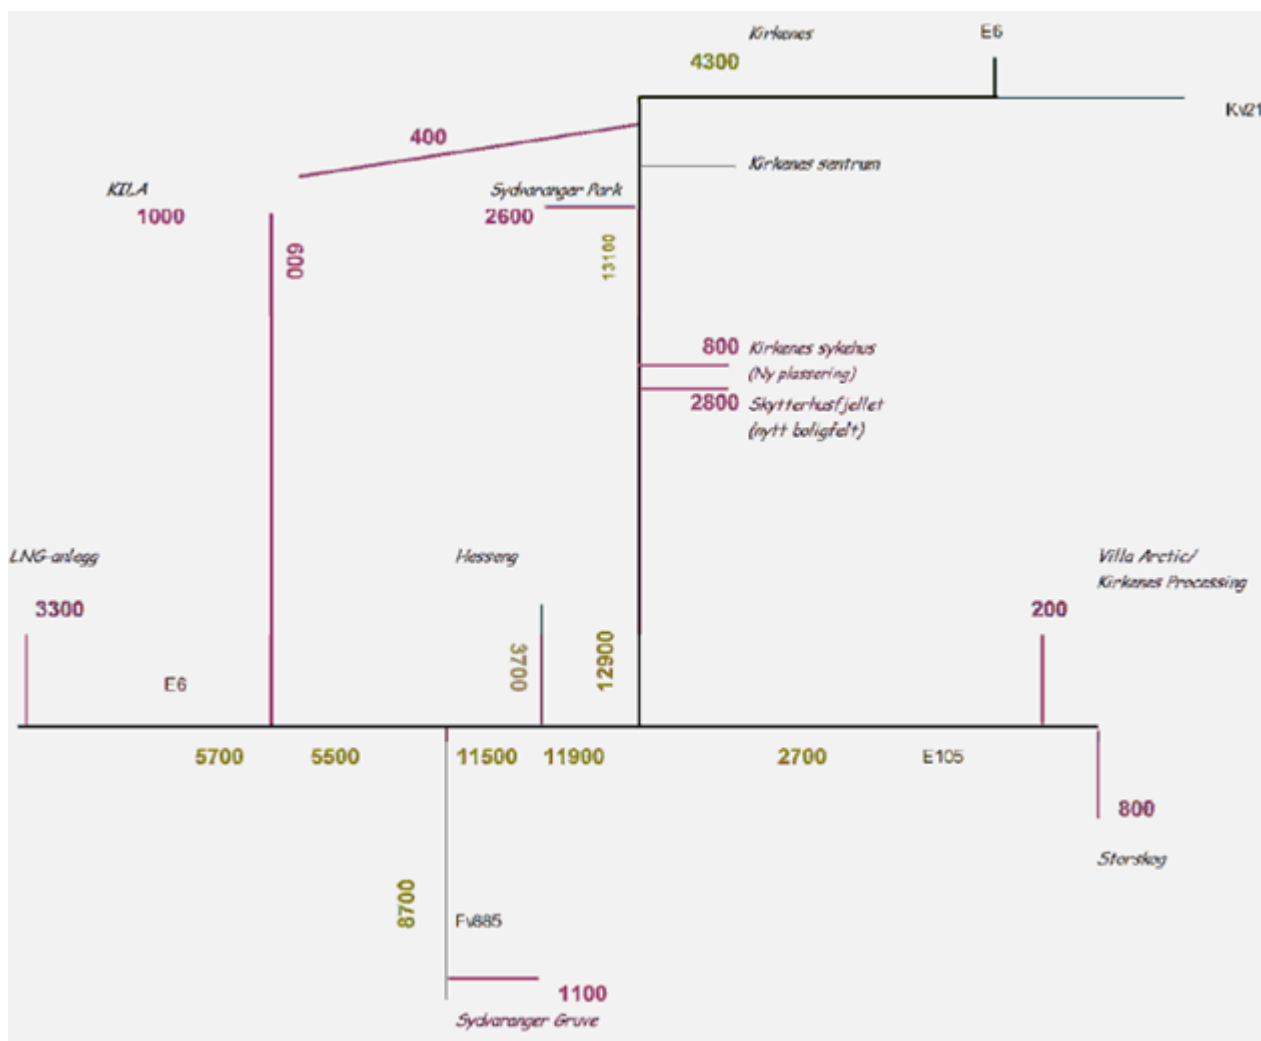 Kirkenes
E6
4300
Kv21
400
Kirkenes sentrum
KILA
Sydvaranger Park
1000
2600
600
13100
800 Kirkenes sykehus
(Ny plassering)
2800 Skytterhusfjellet
(nytt boligfelt)
LNG-anlegg
Hesseng
Villa Arctic/
Kirkenes Processing
3300
200
3700
12900
E6
5700
5500
11500
11900
2700
E105
800
Storskog
8700
Fv885
1100
Sydvaranger Gruve